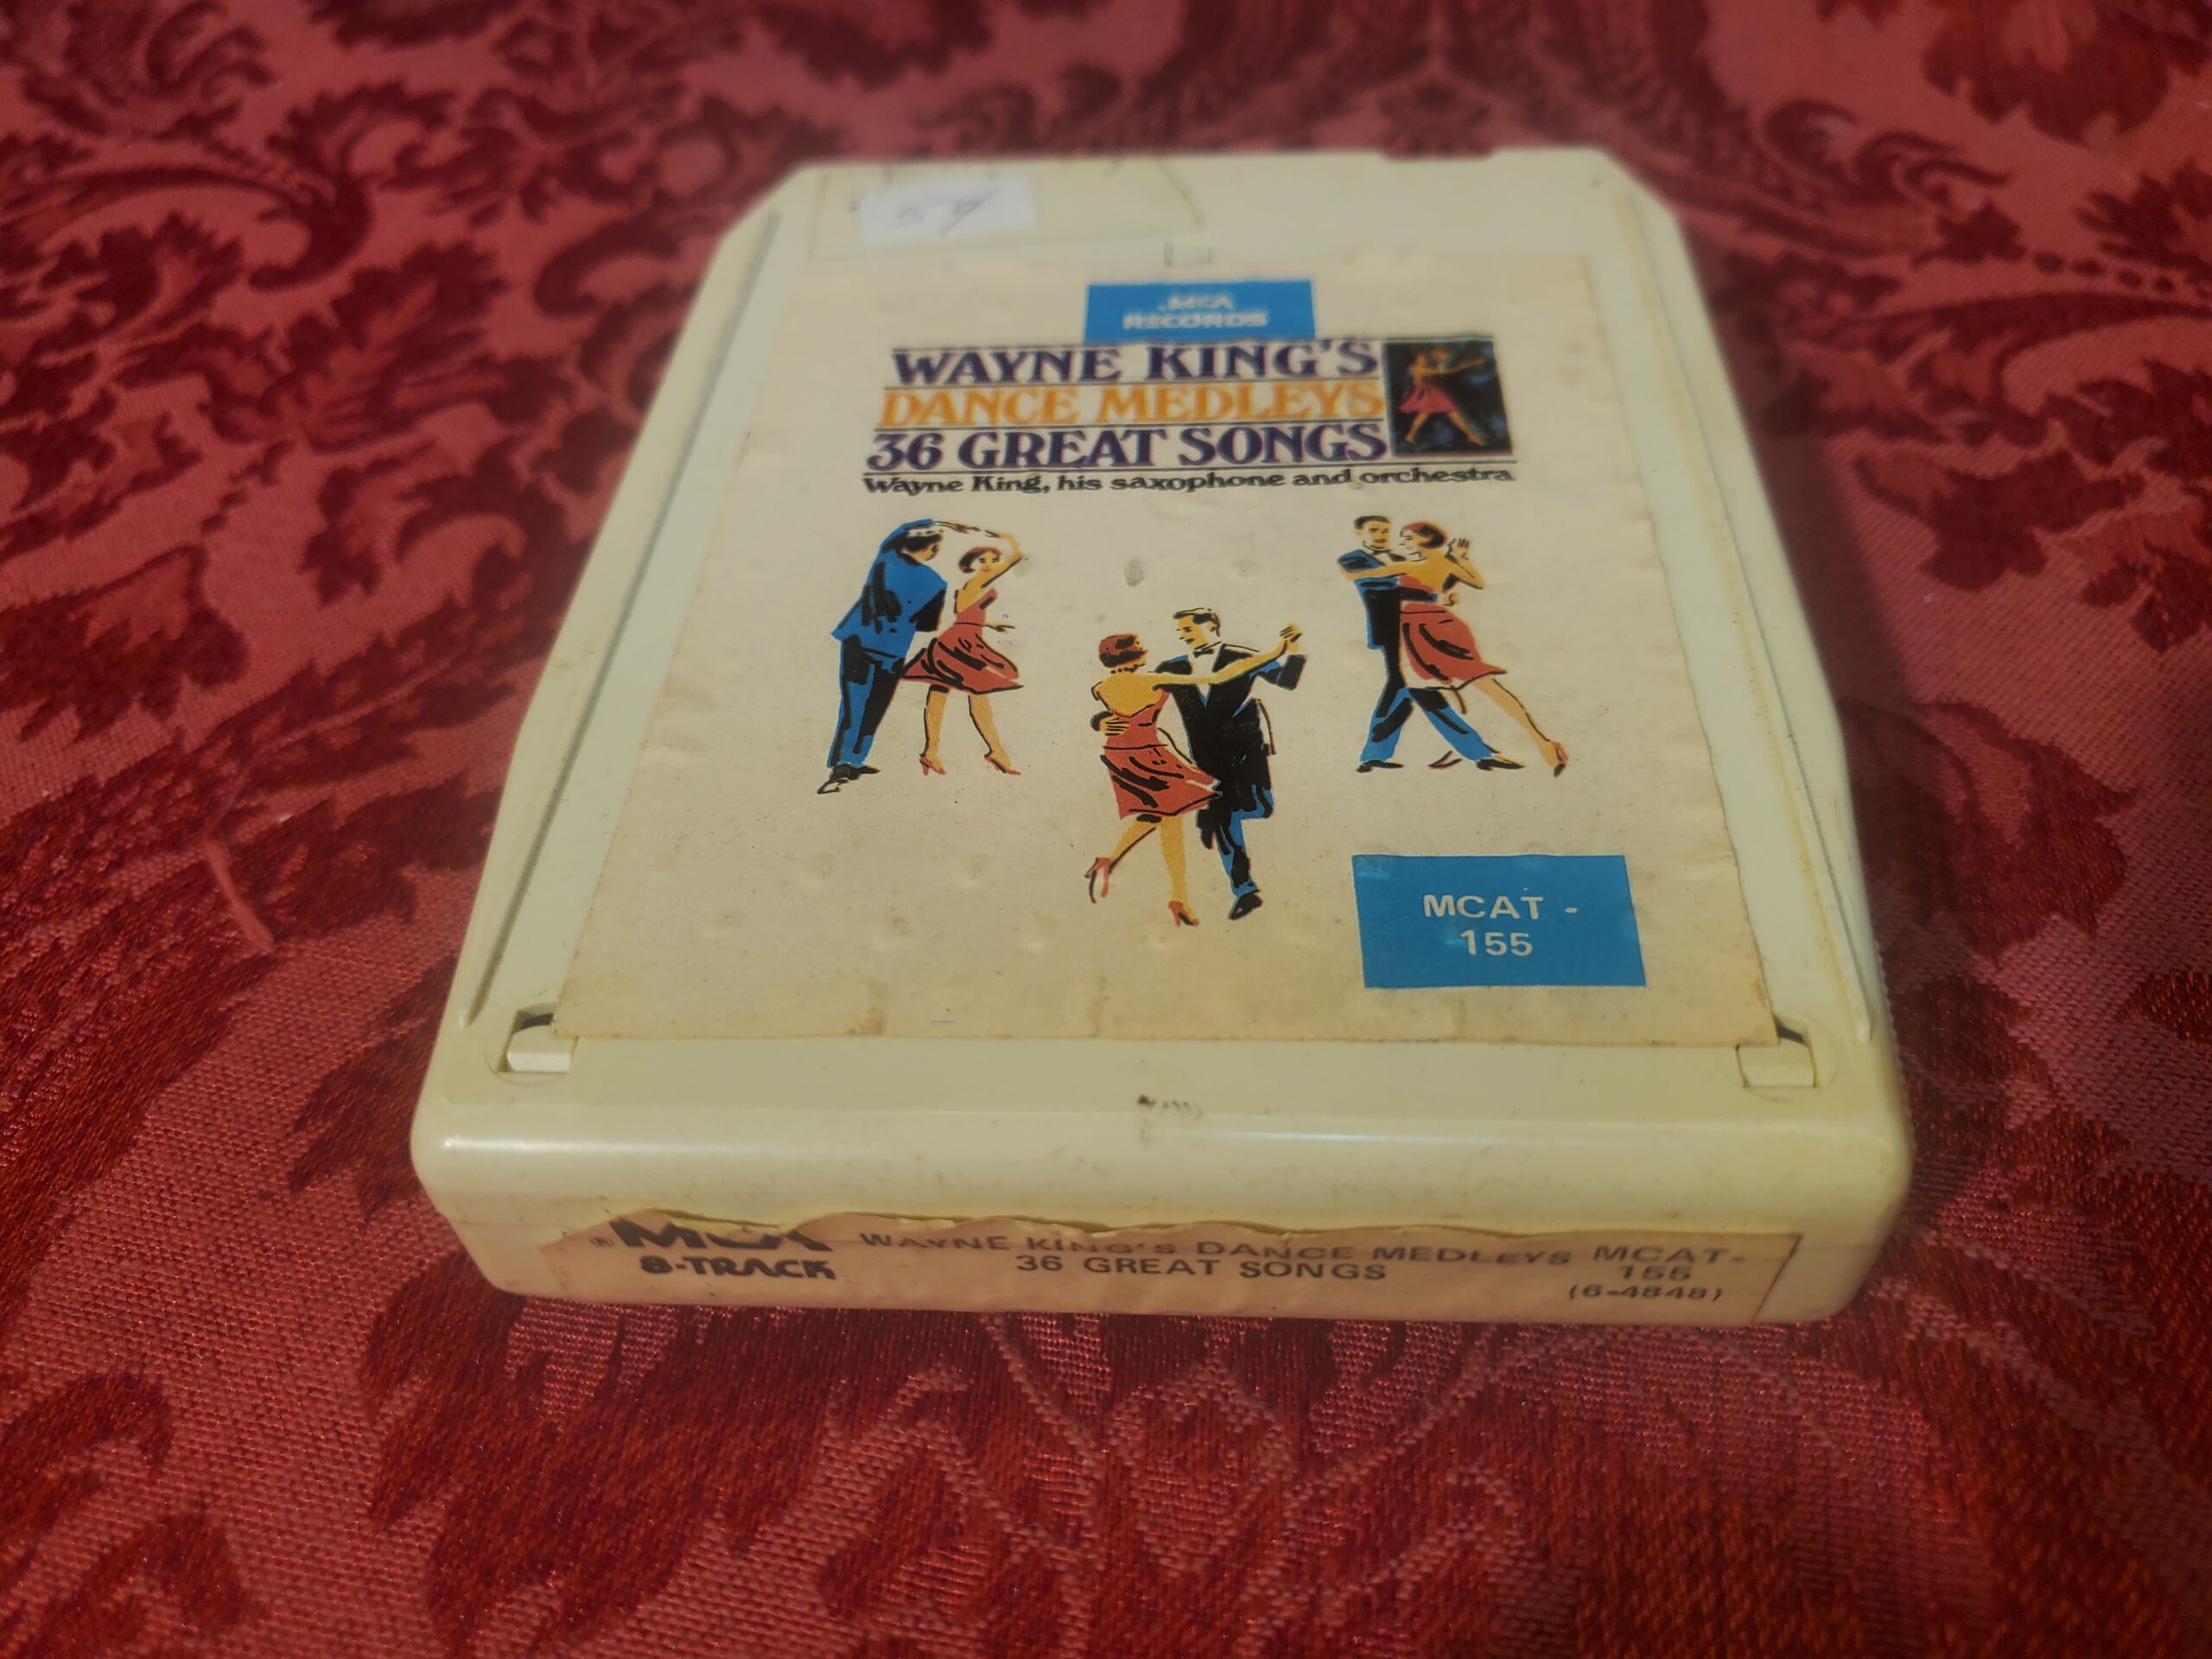 MCA
RECORDS
WAYNE KING'S
DANCE MEDLEYS
36 GREAT SONGS
Wayne King, his saxophone and orchestra
MCAT -
155
® MCA WAYNE KING'S DANCE MEDLEYS MCAT-
8-TRACK 36 GREAT SONGS 155
(6-4848)